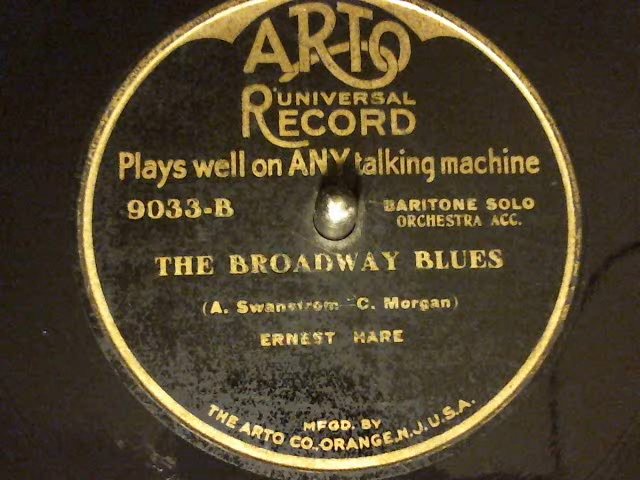 ARTO
UNIVERSAL
RECORD
Plays well on ANY talking machine
9033-B
BARITONE SOLO
ORCHESTRA ACC.
THE BROADWAY BLUES
(A. Swanstrom - C. Morgan)
ERNEST HARE
MFGD. BY
THE ARTO CO., ORANGE, N.J., U.S.A.